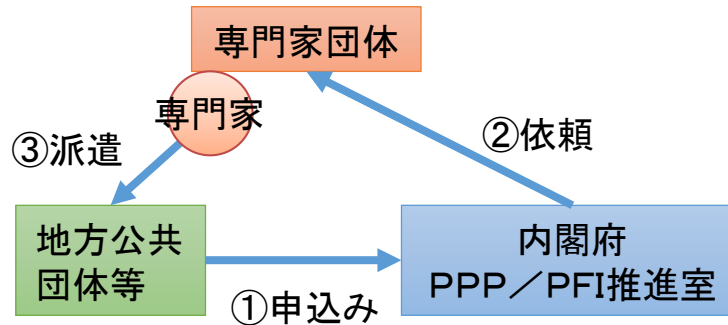 専門家団体
専門家
③派遣
②依頼
地方公共
団体等
内閣府
PPP／PFI推進室
①申込み